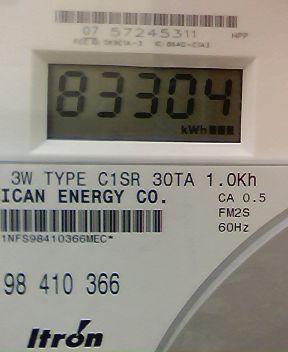 07 57245311 HPP
83304
kWh
3W TYPE C1SR 30TA 1.0Kh
ICAN ENERGY CO. CA 0.5
FM2S
1NFS98410366MEC* 60Hz
98 410 366
Itron